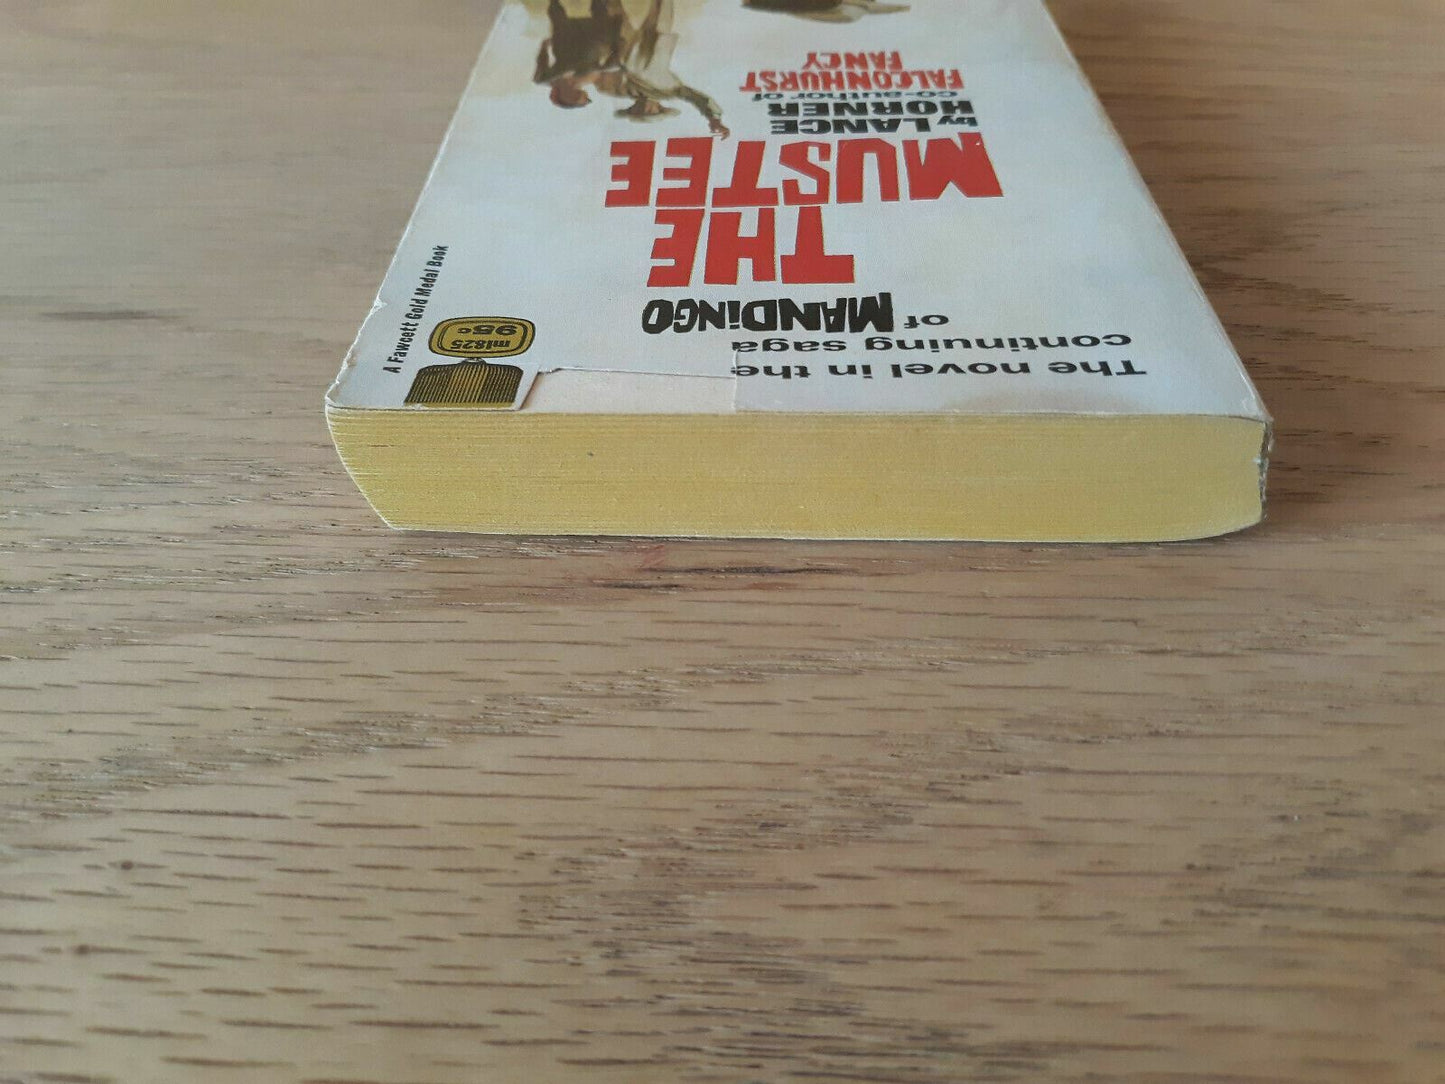 m1825
95c
A Fawcett Gold Medal Book
The novel in the
continuing saga
of MANDiNGO
THE
MUSTEE
by LANCE
HORNER
co-author of
FALCONHURST
FANCY